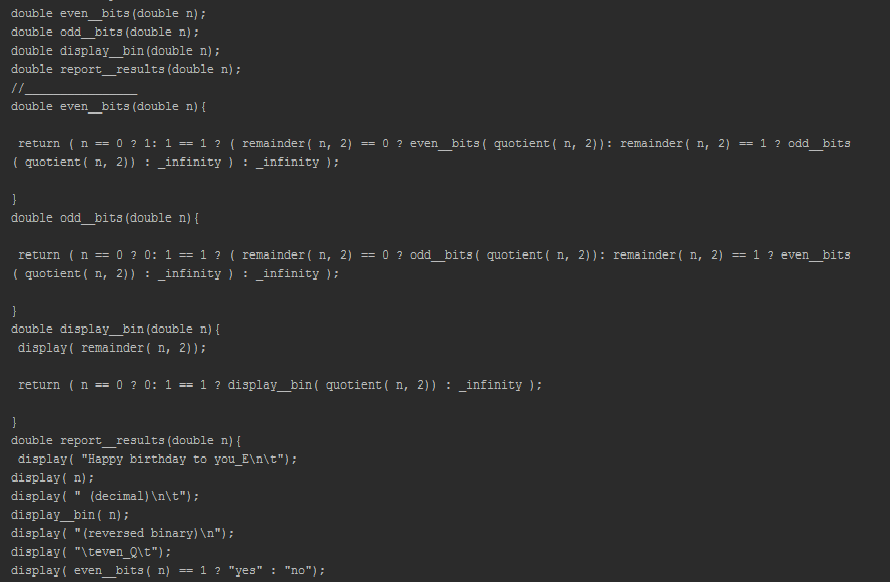 double even__bits(double n);
double odd__bits(double n);
double display__bin(double n);
double report__results(double n);
//________________
double even__bits(double n){
return ( n == 0 ? 1: 1 == 1 ? ( remainder( n, 2) == 0 ? even__bits( quotient( n, 2)): remainder( n, 2) == 1 ? odd__bits
( quotient( n, 2)) : _infinity ) : _infinity );
}
double odd__bits(double n){
return ( n == 0 ? 0: 1 == 1 ? ( remainder( n, 2) == 0 ? odd__bits( quotient( n, 2)): remainder( n, 2) == 1 ? even__bits
( quotient( n, 2)) : _infinity ) : _infinity );
}
double display__bin(double n){
display( remainder( n, 2));
return ( n == 0 ? 0: 1 == 1 ? display__bin( quotient( n, 2)) : _infinity );
}
double report__results(double n){
display( "Happy birthday to you_E\n\t");
display( n);
display( " (decimal)\n\t");
display__bin( n);
display( "(reversed binary)\n");
display( "\teven_Q\t");
display( even__bits( n) == 1 ? "yes" : "no");